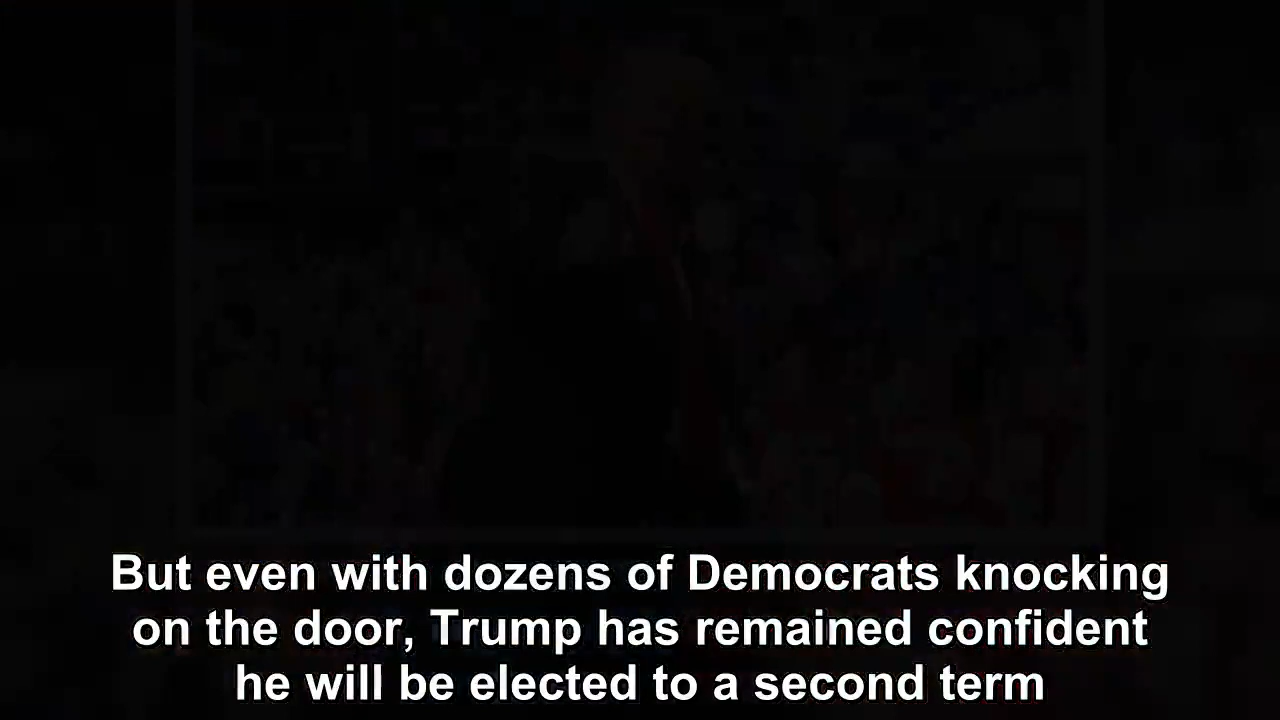 But even with dozens of Democrats knocking
on the door, Trump has remained confident
he will be elected to a second term